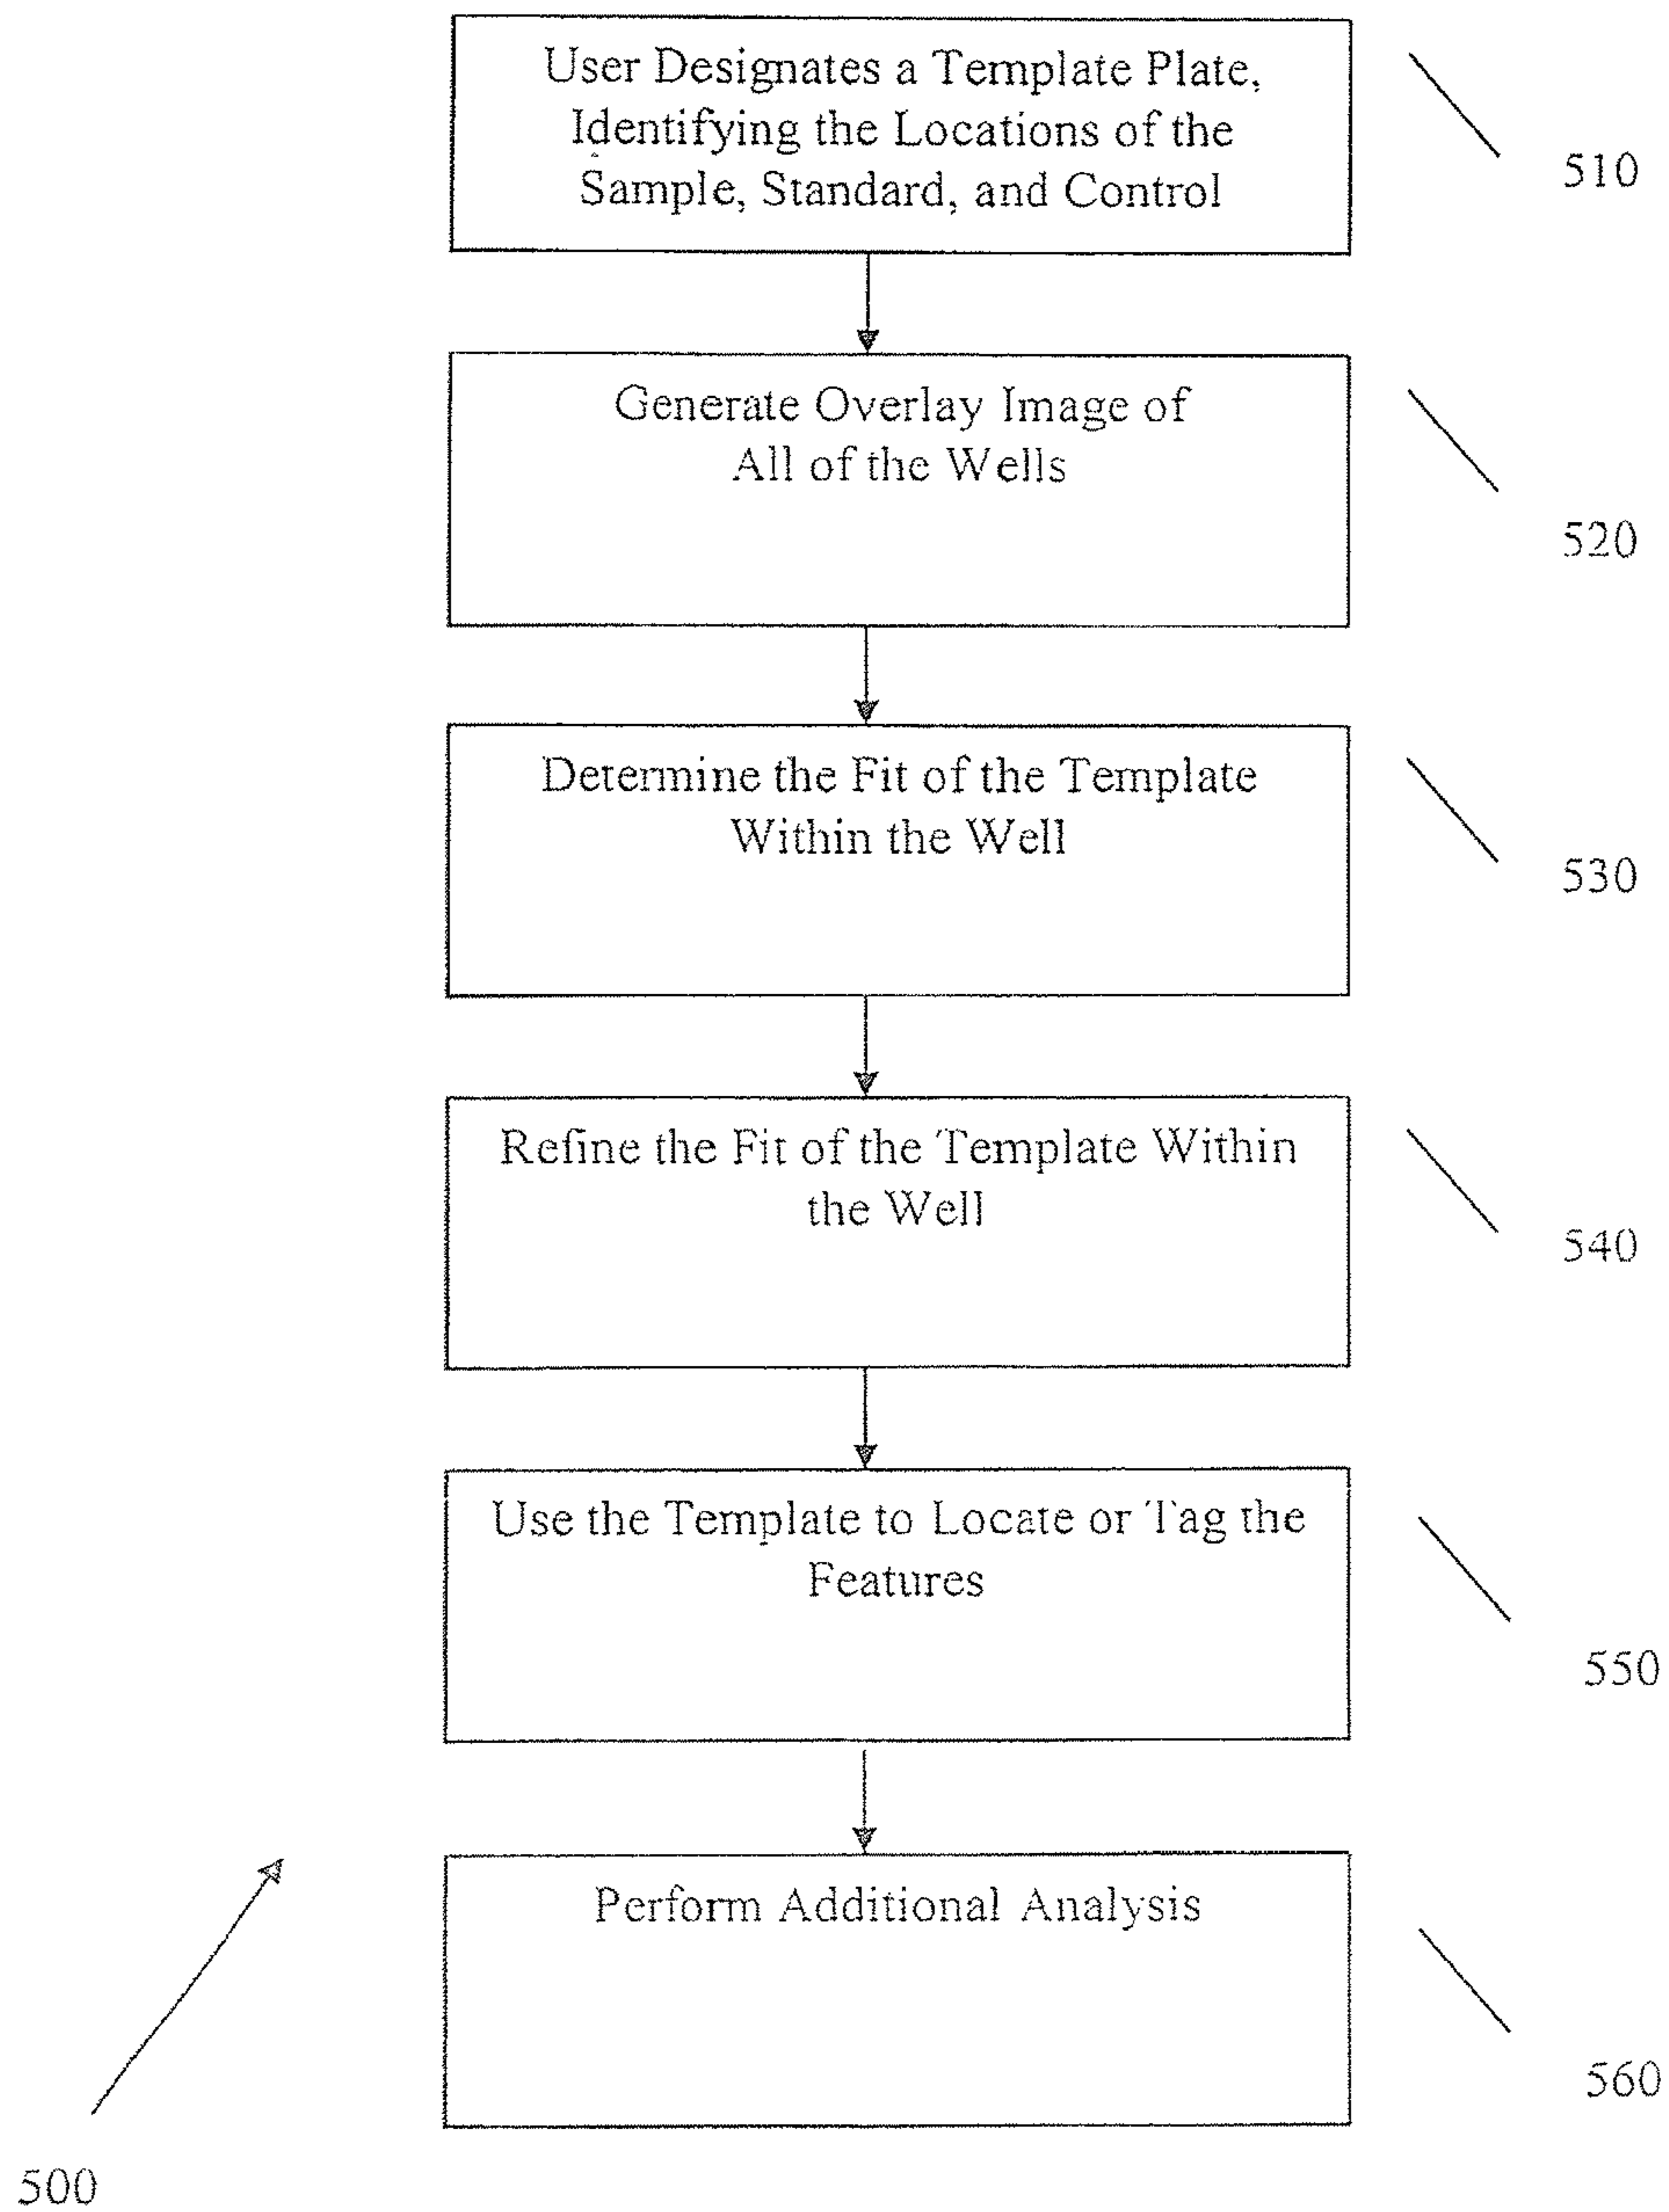 User Designates a Template Plate,
Identifying the Locations of the
Sample, Standard, and Control
510
Generate Overlay Image of
All of the Wells
520
Determine the Fit of the Template
Within the Well
530
Refine the Fit of the Template Within
the Well
540
Use the Template to Locate or Tag the
Features
550
Perform Additional Analysis
560
500